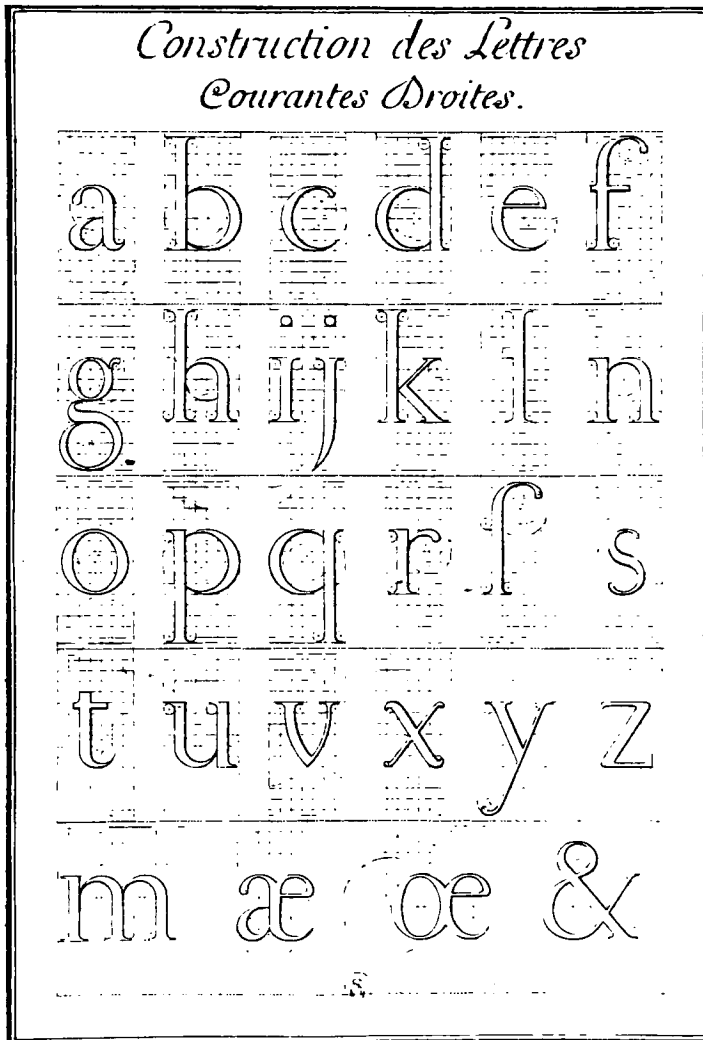 Construction des Lettres
Courantes Droites.
a b c d e f
g h i j k l n
o p q r ſ s
t u v x y z
m æ œ &